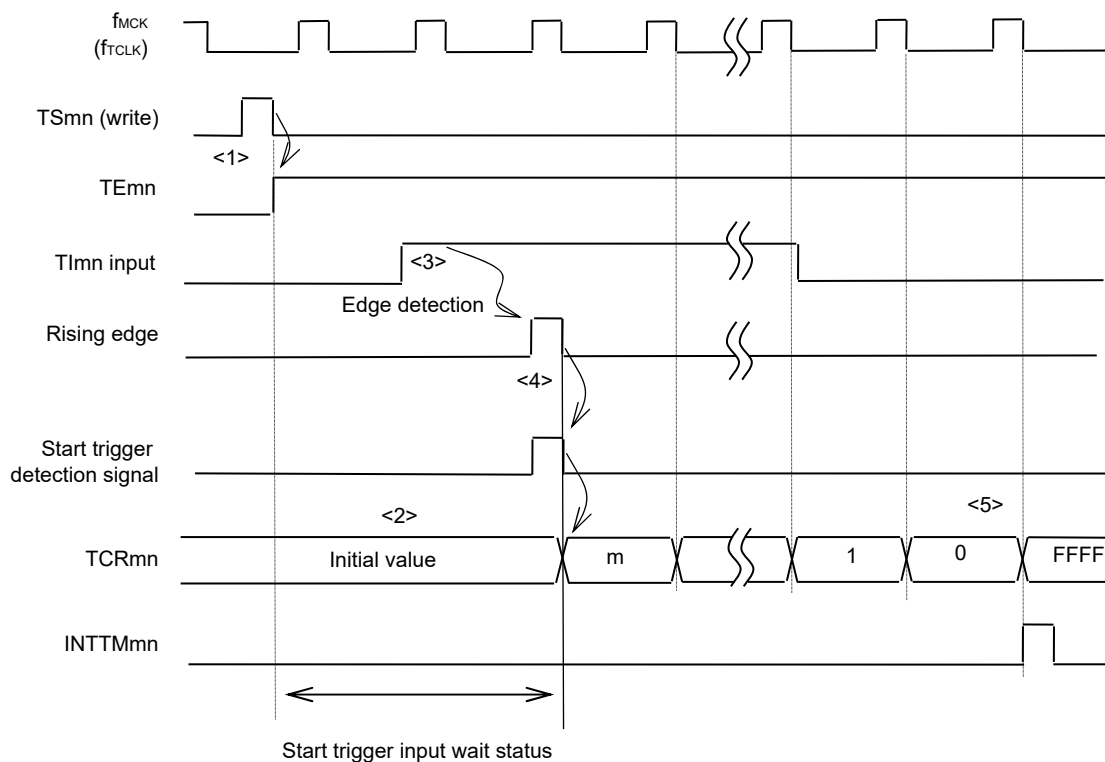 fMCK
(fTCLK)
TSmn (write)
<1>
TEmn
TImn input
<3>
Edge detection
Rising edge
<4>
Start trigger
detection signal
<2>
<5>
TCRmn
Initial value
m
1
0
FFFF
INTTMmn
Start trigger input wait status